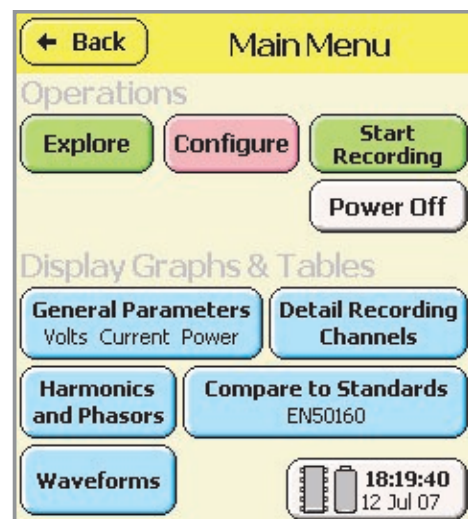 Back
Main Menu
Operations
Explore
Configure
Start
Recording
Power Off
Display Graphs & Tables
General Parameters
Volts Current Power
Detail Recording
Channels
Harmonics
and Phasors
Compare to Standards
EN50160
Waveforms
18:19:40
12 Jul 07